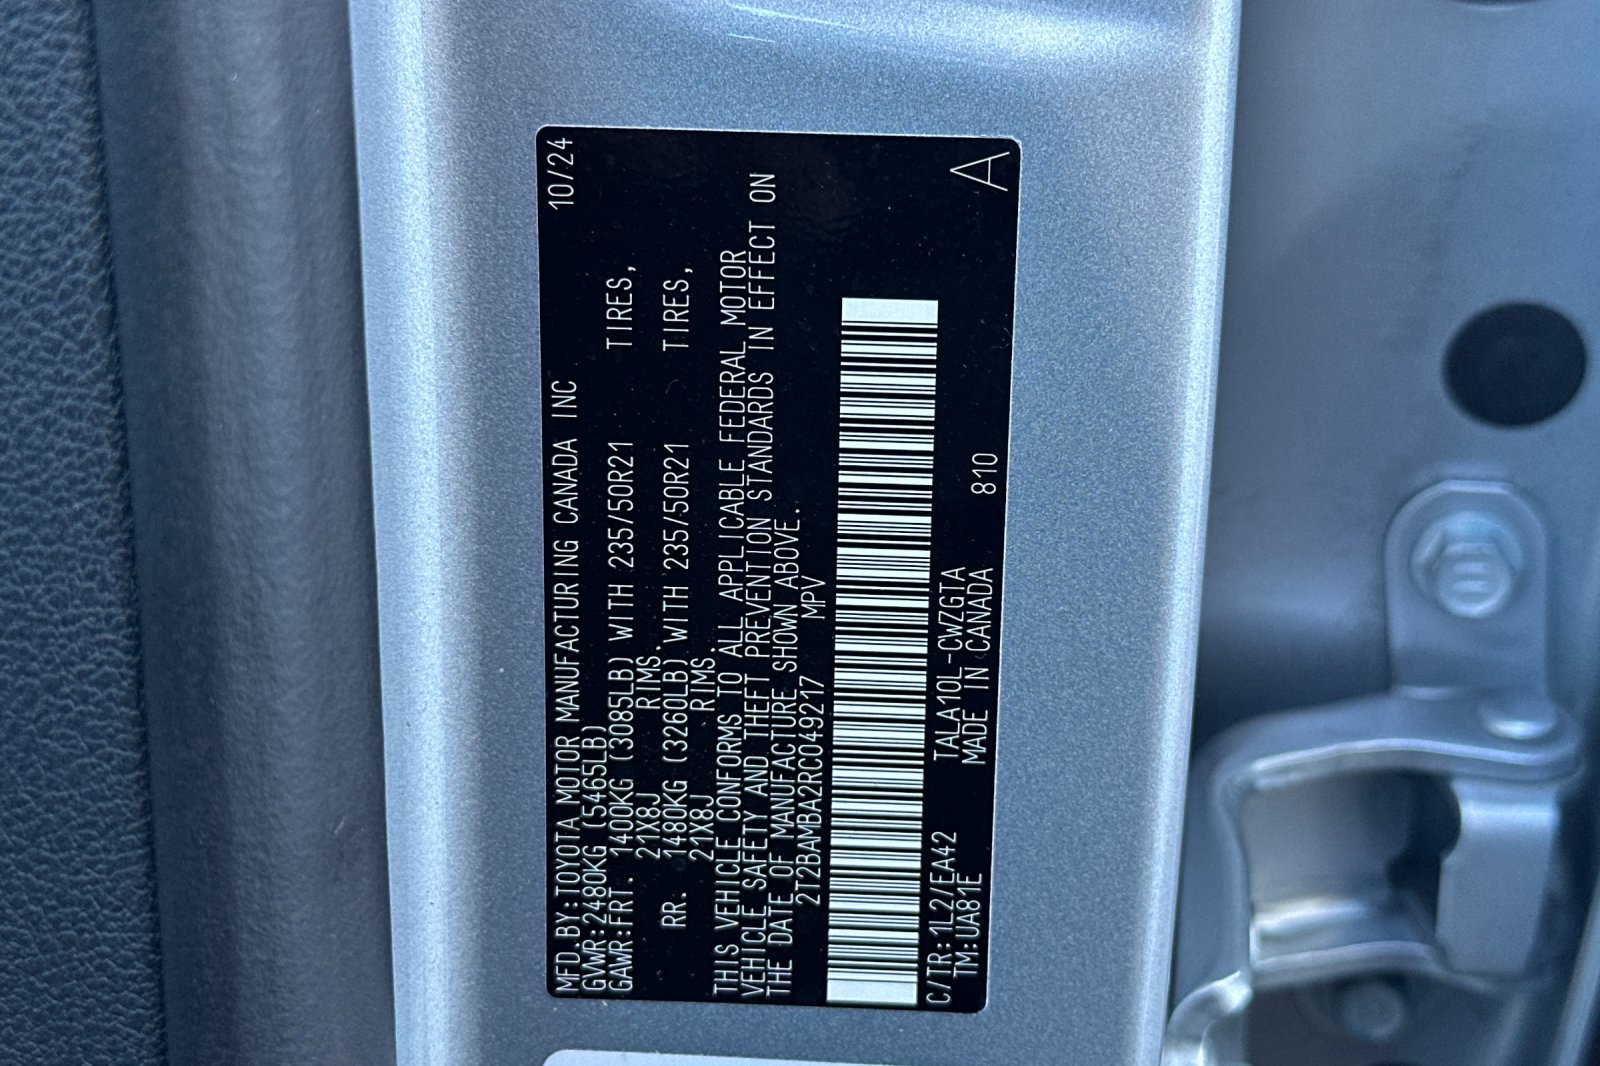 MFD.BY:TOYOTA MOTOR MANUFACTURING CANADA INC 10/24
GVWR:2480KG (5465LB)
GAWR:FRT. 1400KG (3085LB) WITH 235/50R21 TIRES,
21X8J RIMS.
RR. 1480KG (3260LB) WITH 235/50R21 TIRES,
21X8J RIMS.
THIS VEHICLE CONFORMS TO ALL APPLICABLE FEDERAL MOTOR
VEHICLE SAFETY AND THEFT PREVENTION STANDARDS IN EFFECT ON
THE DATE OF MANUFACTURE SHOWN ABOVE.
2T2BAMBA2RC049217 MPV
C/TR:1L2/EA42 TALA10L-CWZGTA
TM:UA81E MADE IN CANADA 810 A